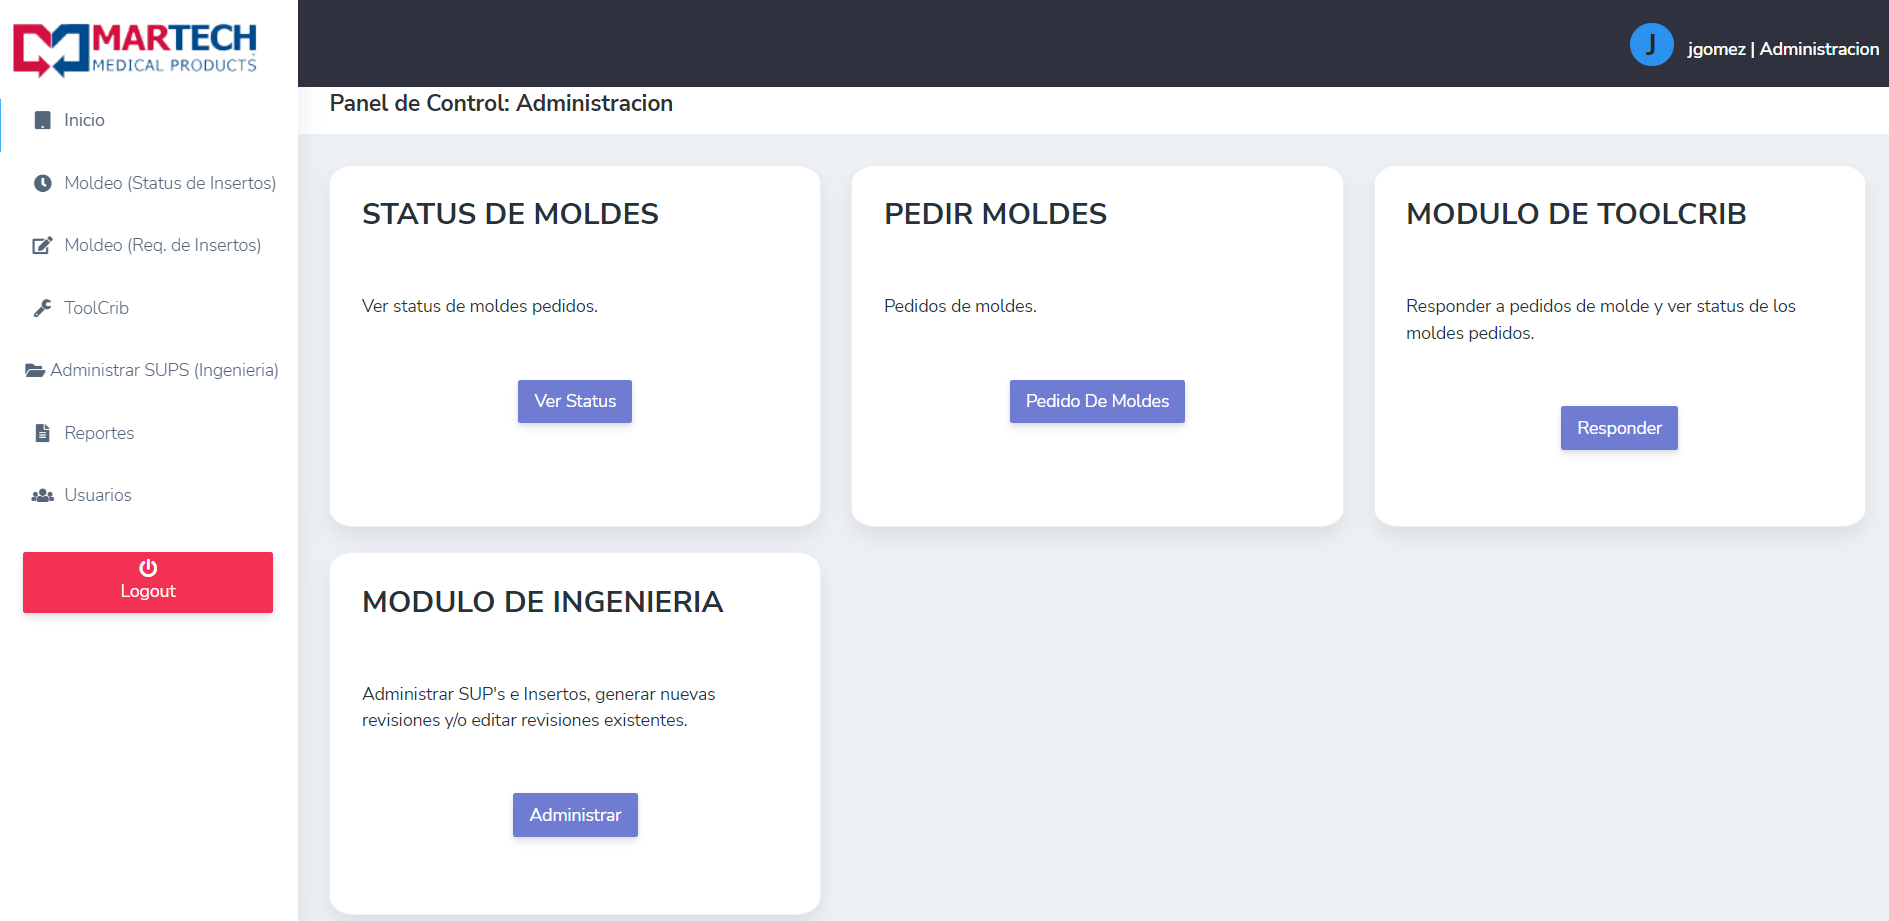 MARTECH
MEDICAL PRODUCTS
Inicio
Moldeo (Status de Insertos)
Moldeo (Req. de Insertos)
ToolCrib
Administrar SUPS (Ingenieria)
Reportes
Usuarios
Logout
J
jgomez | Administracion
Panel de Control: Administracion
STATUS DE MOLDES
Ver status de moldes pedidos.
Ver Status
PEDIR MOLDES
Pedidos de moldes.
Pedido De Moldes
MODULO DE TOOLCRIB
Responder a pedidos de molde y ver status de los
moldes pedidos.
Responder
MODULO DE INGENIERIA
Administrar SUP's e Insertos, generar nuevas
revisiones y/o editar revisiones existentes.
Administrar